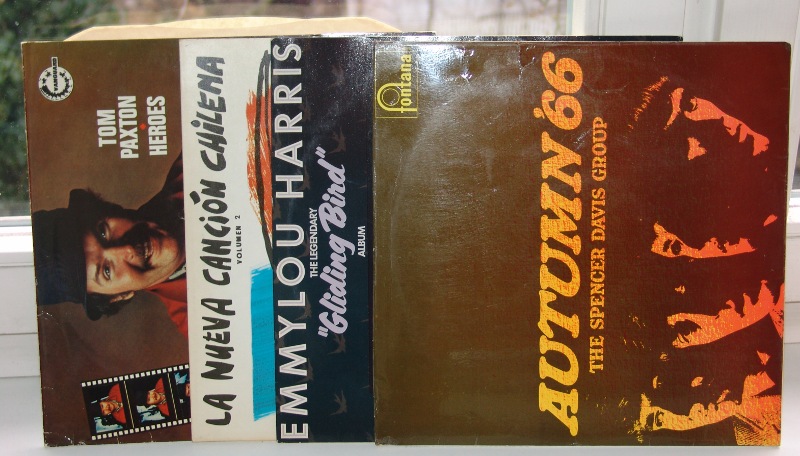 TOM
PAXTON
HEROES
LA NUEVA CANCIÓN CHILENA
VOLUMEN 2
EMMYLOU HARRIS
THE LEGENDARY
"Gliding Bird"
ALBUM
fontana
AUTUMN '66
THE SPENCER DAVIS GROUP